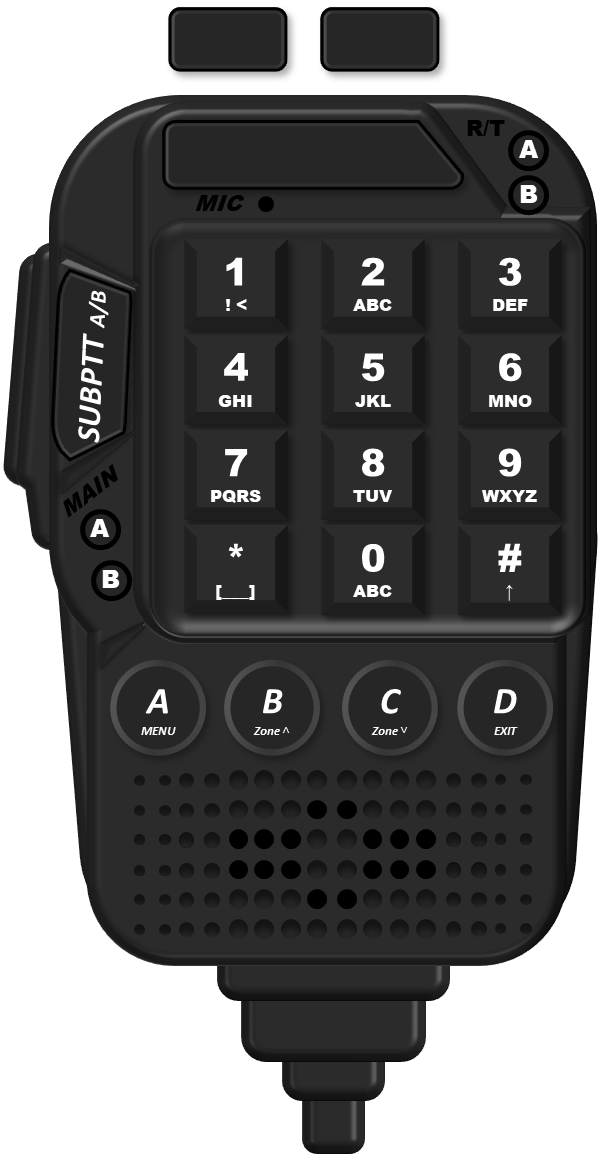 R/T
A
B
MIC
1
! <
2
ABC
3
DEF
SUBPTT A/B
4
GHI
5
JKL
6
MNO
7
PQRS
8
TUV
9
WXYZ
MAIN
A
B
*
[__]
0
ABC
#
↑
A
MENU
B
Zone ^
C
Zone ˅
D
EXIT